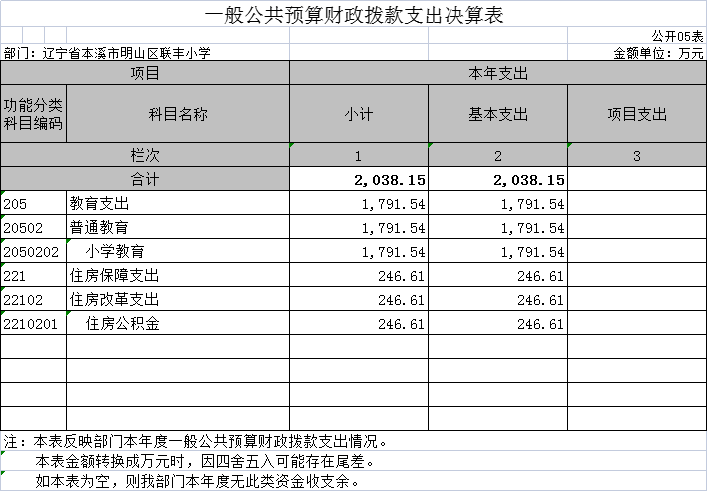 一般公共预算财政拨款支出决算表
公开05表
部门：辽宁省本溪市明山区联丰小学 金额单位：万元
项目 本年支出
功能分类科目编码 科目名称 小计 基本支出 项目支出
栏次 1 2 3
合计 2,038.15 2,038.15
205 教育支出 1,791.54 1,791.54
20502 普通教育 1,791.54 1,791.54
2050202 小学教育 1,791.54 1,791.54
221 住房保障支出 246.61 246.61
22102 住房改革支出 246.61 246.61
2210201 住房公积金 246.61 246.61
注：本表反映部门本年度一般公共预算财政拨款支出情况。
本表金额转换成万元时，因四舍五入可能存在尾差。
如本表为空，则我部门本年度无此类资金收支余。